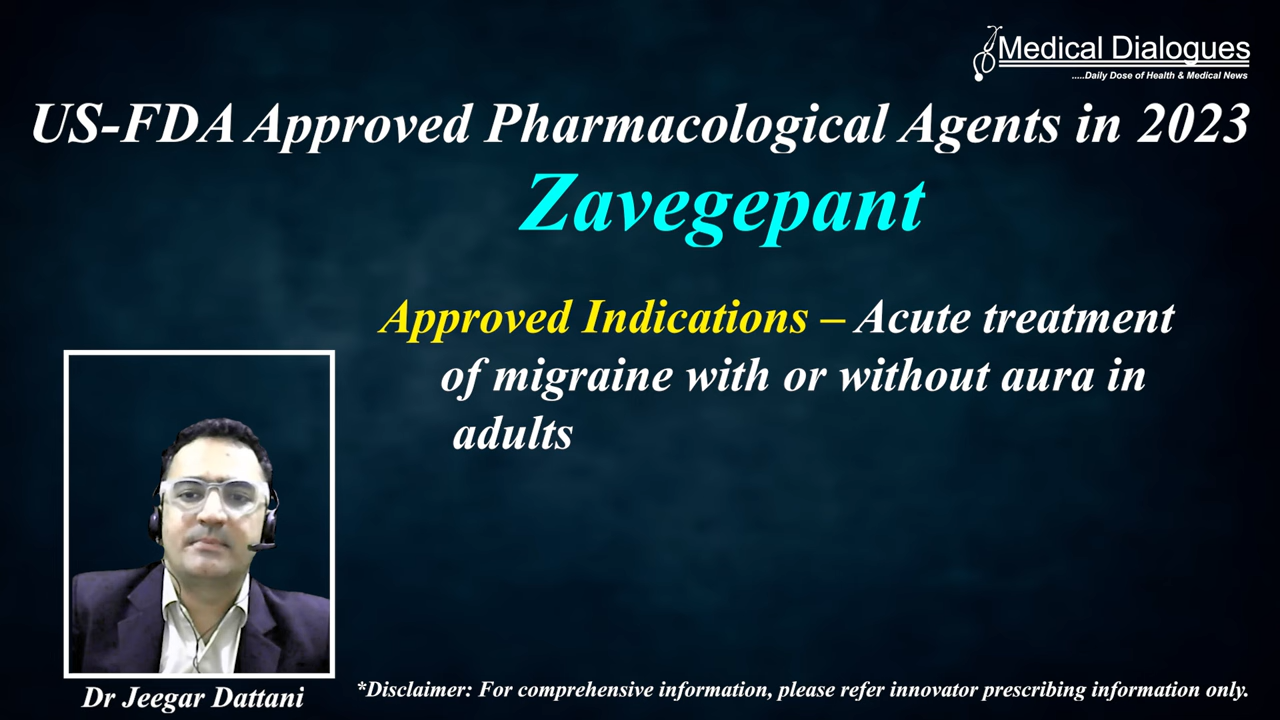 Medical Dialogues
.....Daily Dose of Health & Medical News
US-FDA Approved Pharmacological Agents in 2023
Zavegepant
Approved Indications – Acute treatment
of migraine with or without aura in
adults
Dr Jeegar Dattani
*Disclaimer: For comprehensive information, please refer innovator prescribing information only.